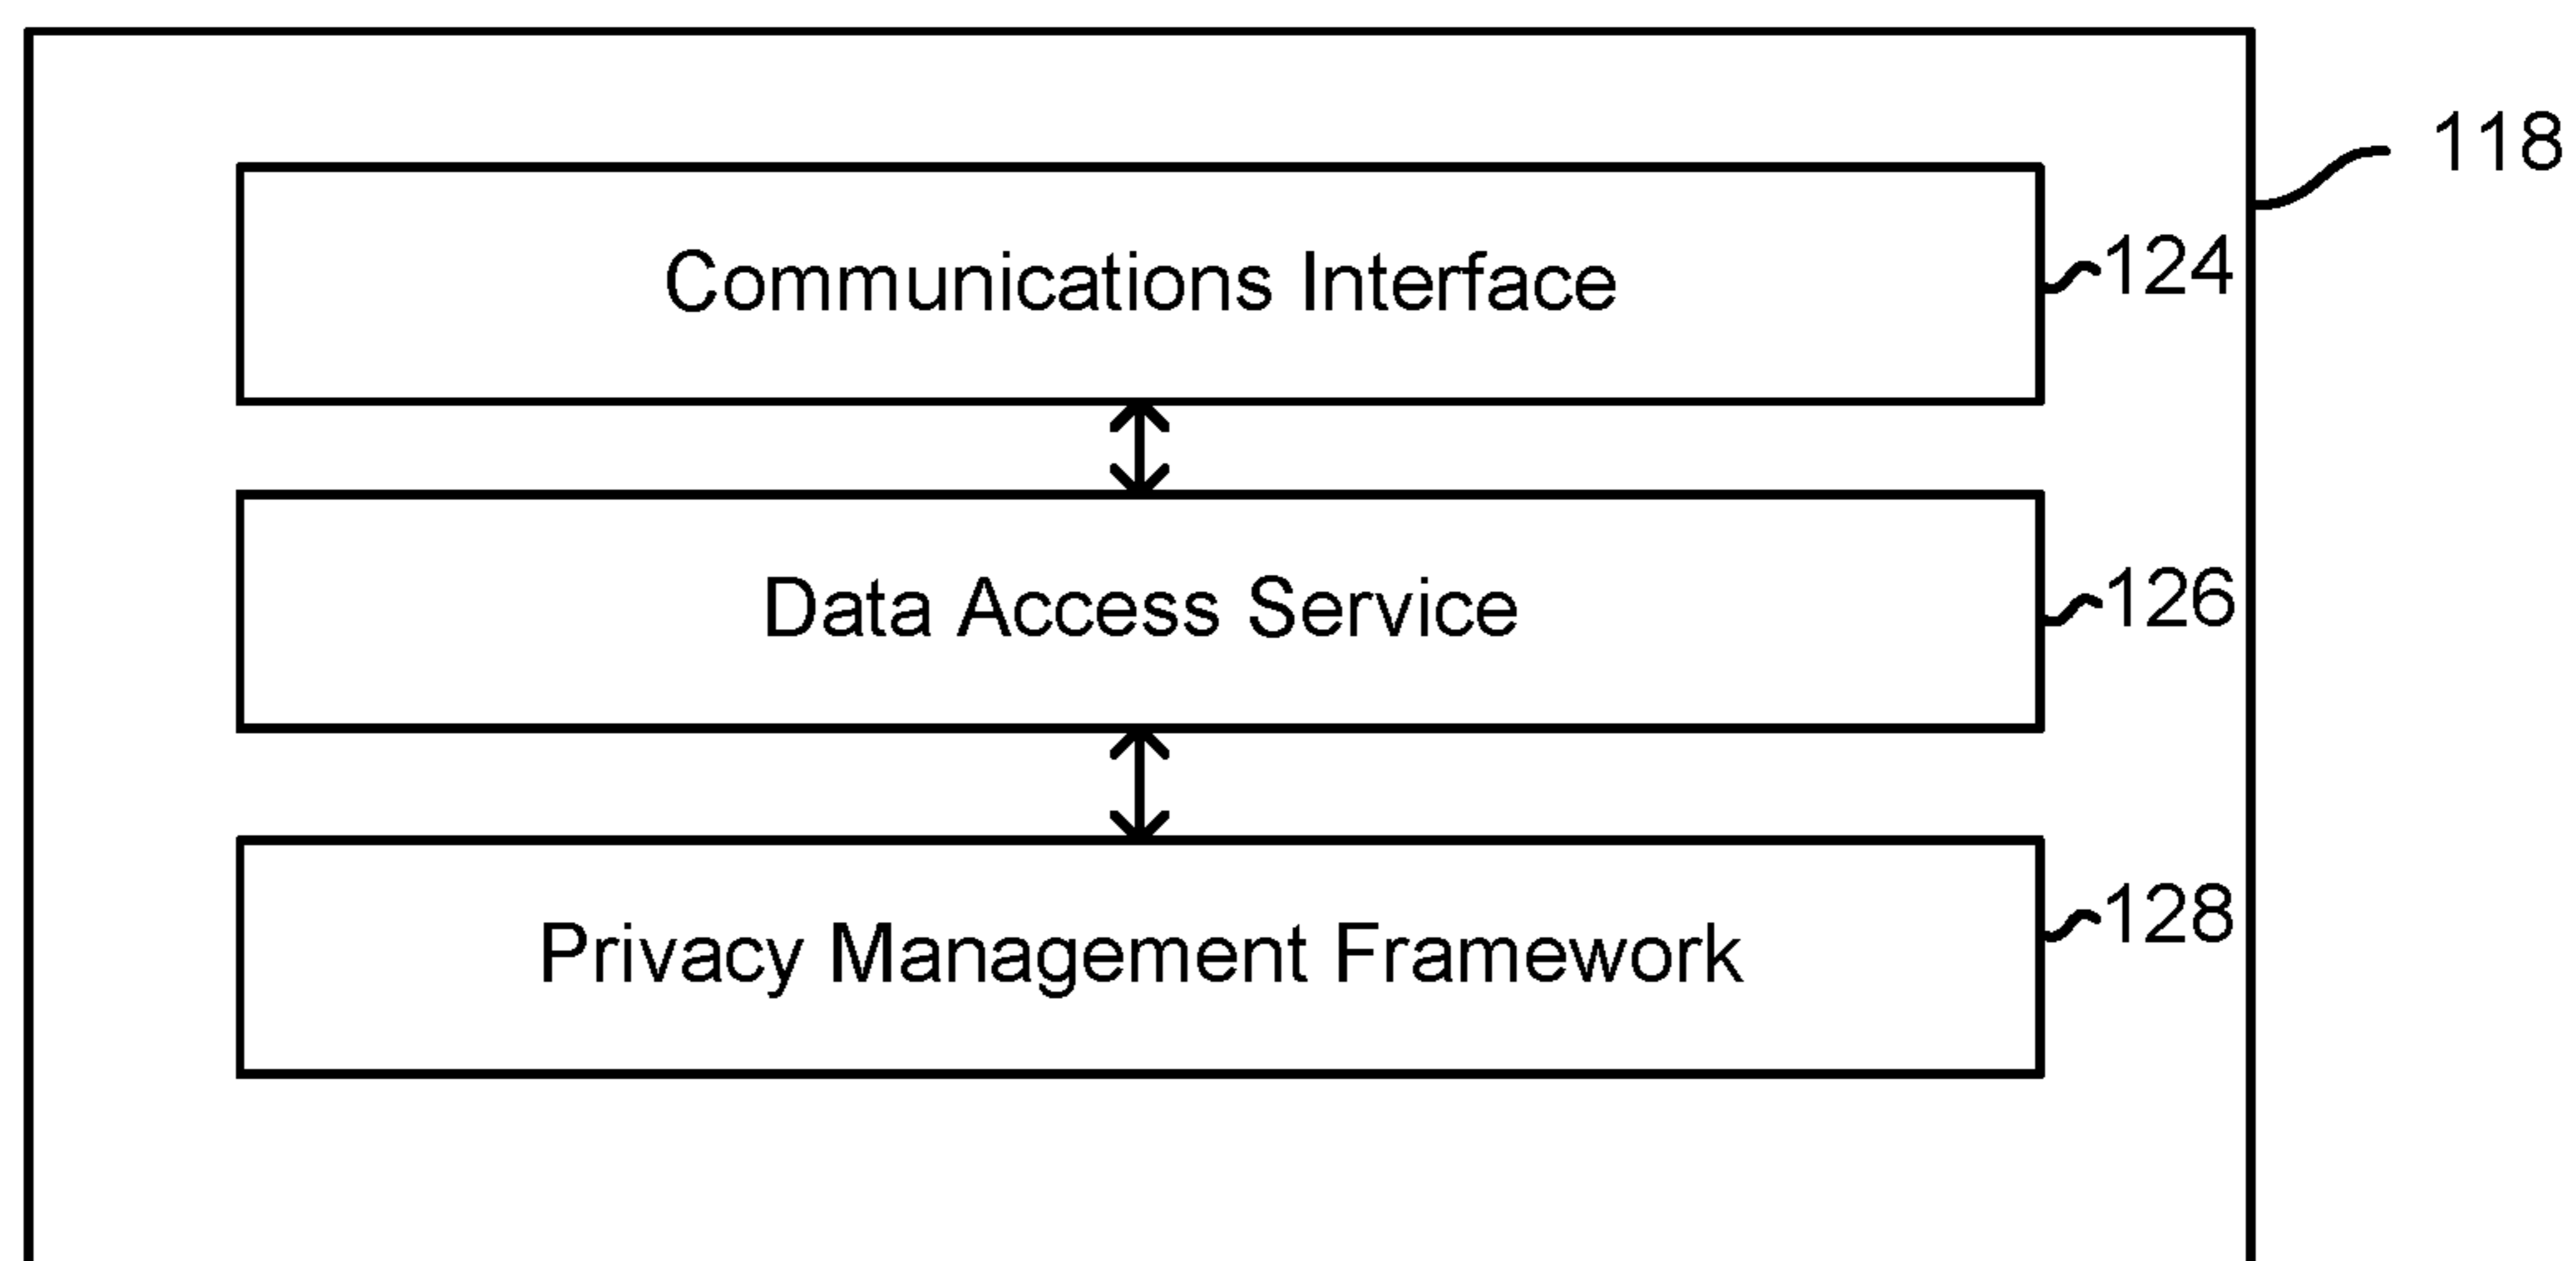 118
Communications Interface
124
Data Access Service
126
Privacy Management Framework
128